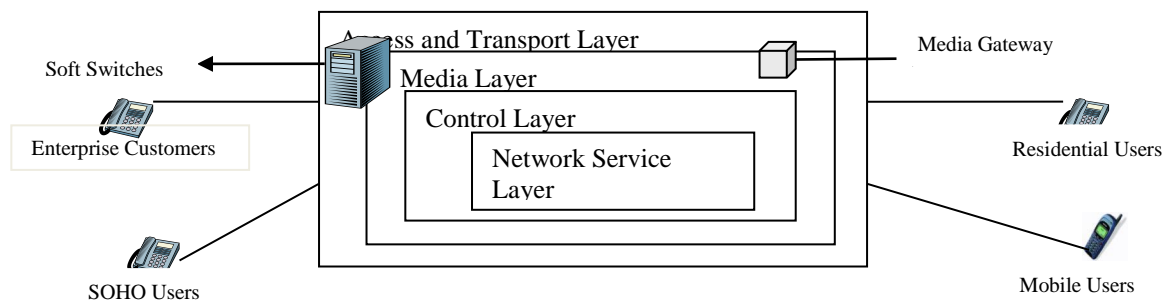 Access and Transport Layer
Media Gateway
Soft Switches
Media Layer
Control Layer
Enterprise Customers
Network Service
Layer
Residential Users
SOHO Users
Mobile Users